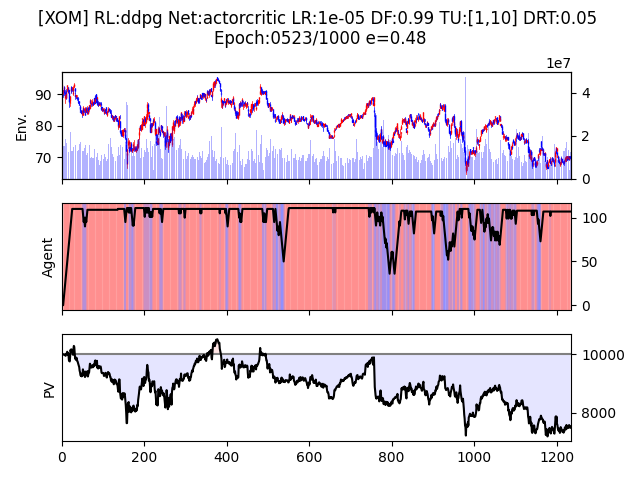 [XOM] RL:ddpg Net:actorcritic LR:1e-05 DF:0.99 TU:[1,10] DRT:0.05
Epoch:0523/1000 e=0.48
1e7
Env.
90
80
70
4
2
0
Agent
100
50
0
PV
10000
8000
0 200 400 600 800 1000 1200